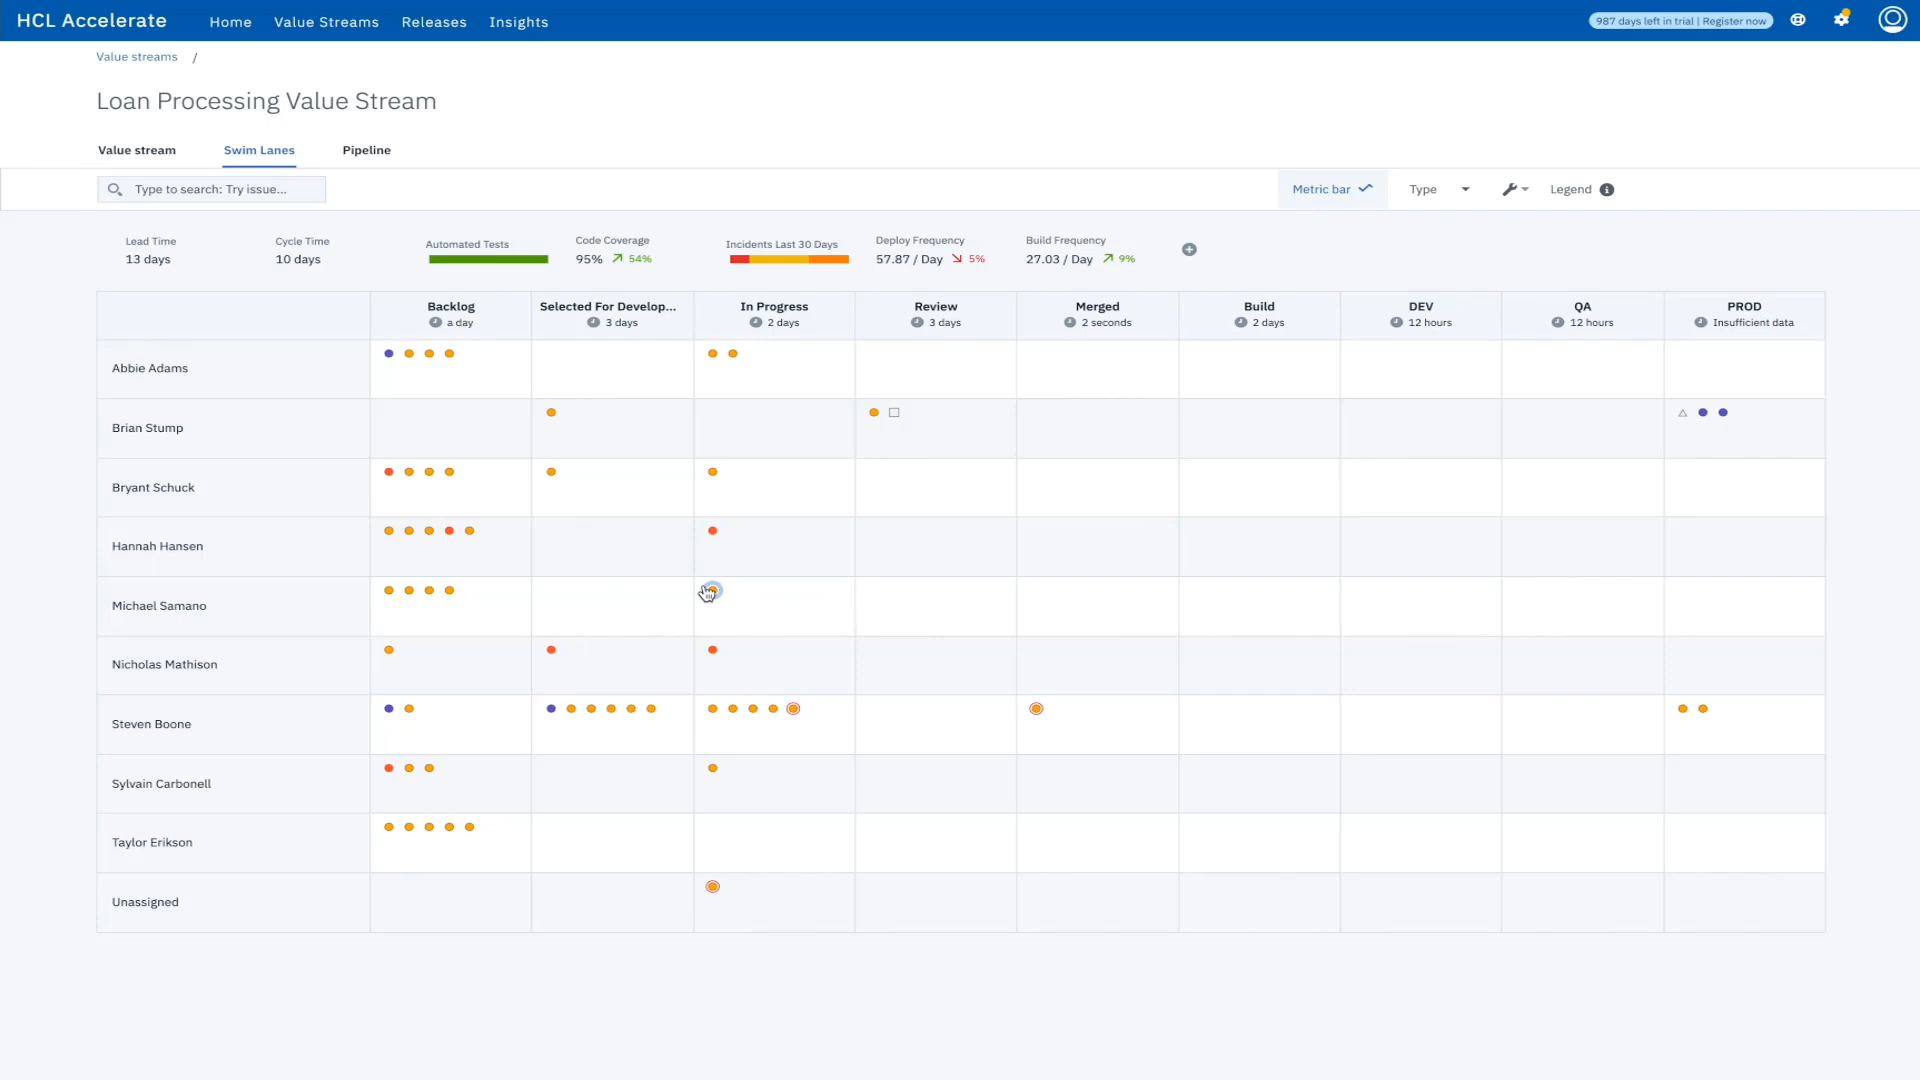 HCL Accelerate Home Value Streams Releases Insights 987 days left in trial | Register now
Value streams /
Loan Processing Value Stream
Value stream Swim Lanes Pipeline
Type to search: Try issue... Metric bar Type Legend
Lead Time Cycle Time Automated Tests Code Coverage Incidents Last 30 Days Deploy Frequency Build Frequency
13 days 10 days 95% 54% 57.87 / Day 5% 27.03 / Day 9%
Backlog Selected For Develop... In Progress Review Merged Build DEV QA PROD
a day 3 days 2 days 3 days 2 seconds 2 days 12 hours 12 hours Insufficient data
Abbie Adams
Brian Stump
Bryant Schuck
Hannah Hansen
Michael Samano
Nicholas Mathison
Steven Boone
Sylvain Carbonell
Taylor Erikson
Unassigned